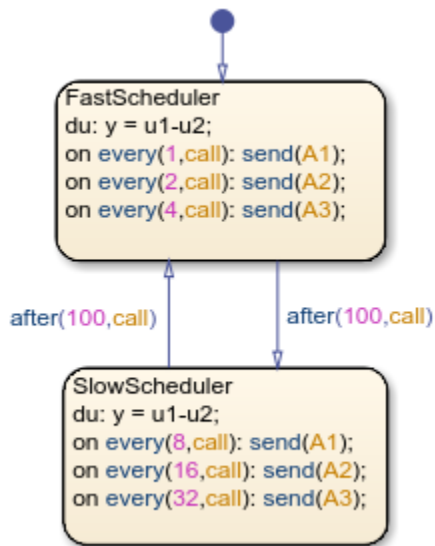 FastScheduler
du: y = u1-u2;
on every(1,call): send(A1);
on every(2,call): send(A2);
on every(4,call): send(A3);
after(100,call)
after(100,call)
SlowScheduler
du: y = u1-u2;
on every(8,call): send(A1);
on every(16,call): send(A2);
on every(32,call): send(A3);